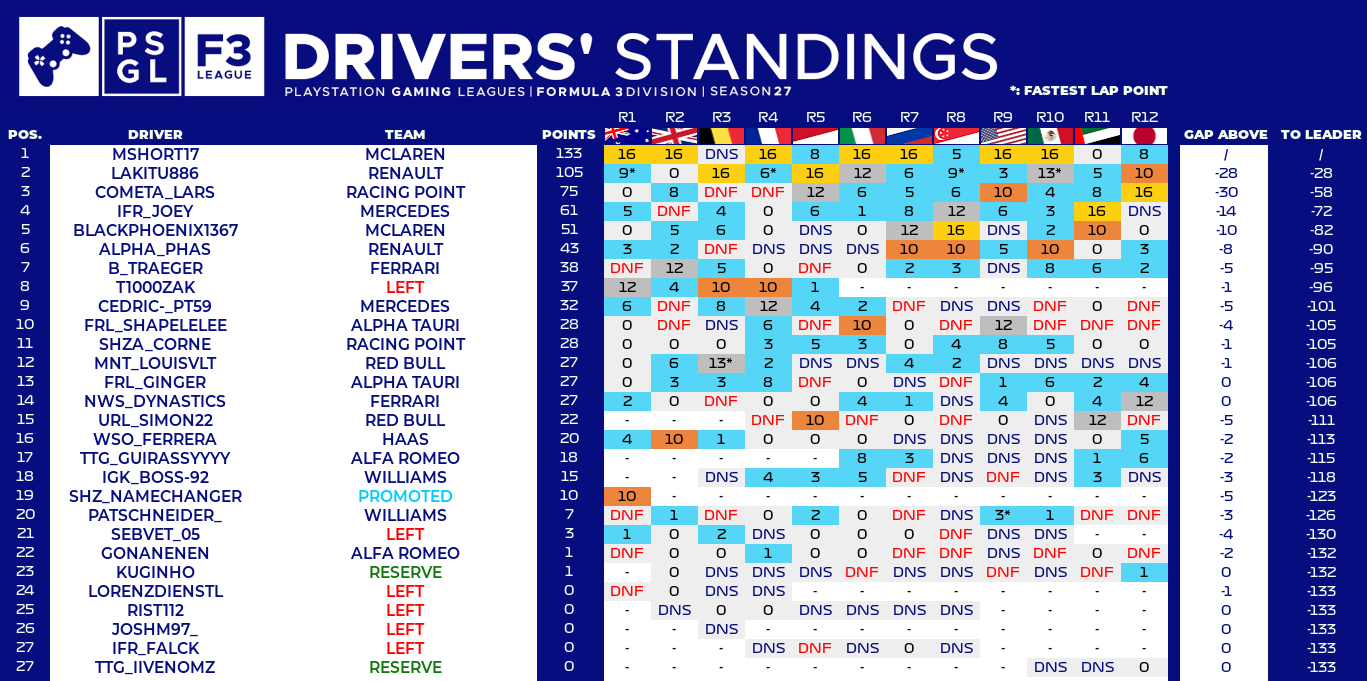 PS
GL
F3
LEAGUE
DRIVERS' STANDINGS
PLAYSTATION GAMING LEAGUES | FORMULA 3 DIVISION | SEASON 27
*: FASTEST LAP POINT
R1 R2 R3 R4 R5 R6 R7 R8 R9 R10 R11 R12
POS. DRIVER TEAM POINTS GAP ABOVE TO LEADER
1 MSHORT17 MCLAREN 133 16 16 DNS 16 8 16 16 5 16 16 0 8 / /
2 LAKITU886 RENAULT 105 9* 0 16 6* 16 12 6 9* 3 13* 5 10 -28 -28
3 COMETA_LARS RACING POINT 75 0 8 DNF DNF 12 6 5 6 10 4 8 16 -30 -58
4 IFR_JOEY MERCEDES 61 5 DNF 4 0 6 1 8 12 6 3 16 DNS -14 -72
5 BLACKPHOENIX1367 MCLAREN 51 0 5 6 0 DNS 0 12 16 DNS 2 10 0 -10 -82
6 ALPHA_PHAS RENAULT 43 3 2 DNF DNS DNS DNS 10 10 5 10 0 3 -8 -90
7 B_TRAEGER FERRARI 38 DNF 12 5 0 DNF 0 2 3 DNS 8 6 2 -5 -95
8 T1000ZAK LEFT 37 12 4 10 10 1 - - - - - - - -1 -96
9 CEDRIC-_PT59 MERCEDES 32 6 DNF 8 12 4 2 DNF DNS DNS DNF 0 DNF -5 -101
10 FRL_SHAPELELEE ALPHA TAURI 28 0 DNF DNS 6 DNF 10 0 DNF 12 DNF DNF DNF -4 -105
11 SHZA_CORNE RACING POINT 28 0 0 0 3 5 3 0 4 8 5 0 0 -1 -105
12 MNT_LOUISVLT RED BULL 27 0 6 13* 2 DNS DNS 4 2 DNS DNS DNS DNS -1 -106
13 FRL_GINGER ALPHA TAURI 27 0 3 3 8 DNF 0 DNS DNF 1 6 2 4 0 -106
14 NWS_DYNASTICS FERRARI 27 2 0 DNF 0 0 4 1 DNS 4 0 4 12 0 -106
15 URL_SIMON22 RED BULL 22 - - - DNF 10 DNF 0 DNF 0 DNS 12 DNF -5 -111
16 WSO_FERRERA HAAS 20 4 10 1 0 0 0 DNS DNS DNS DNS 0 5 -2 -113
17 TTG_GUIRASSYYYY ALFA ROMEO 18 - - - - - 8 3 DNS DNS DNS 1 6 -2 -115
18 IGK_BOSS-92 WILLIAMS 15 - - DNS 4 3 5 DNF DNS DNF DNS 3 DNS -3 -118
19 SHZ_NAMECHANGER PROMOTED 10 10 - - - - - - - - - - - -5 -123
20 PATSCHNEIDER_ WILLIAMS 7 DNF 1 DNF 0 2 0 DNF DNS 3* 1 DNF DNF -3 -126
21 SEBVET_05 LEFT 3 1 0 2 DNS 0 0 0 DNF DNS DNS - - -4 -130
22 GONANENEN ALFA ROMEO 1 DNF 0 0 1 0 0 DNF DNF DNS DNF 0 DNF -2 -132
23 KUGINHO RESERVE 1 - 0 DNS DNS DNS DNF DNS DNS DNF DNS DNF 1 0 -132
24 LORENZDIENSTL LEFT 0 DNF 0 DNS DNS - - - - - - - - -1 -133
25 RIST112 LEFT 0 - DNS 0 0 DNS DNS DNS DNS - - - - 0 -133
26 JOSHM97_ LEFT 0 - - DNS - - - - - - - - - 0 -133
27 IFR_FALCK LEFT 0 - - - DNS DNF DNS 0 DNS - - - - 0 -133
27 TTG_IIVENOMZ RESERVE 0 - - - - - - - - - DNS DNS 0 0 -133